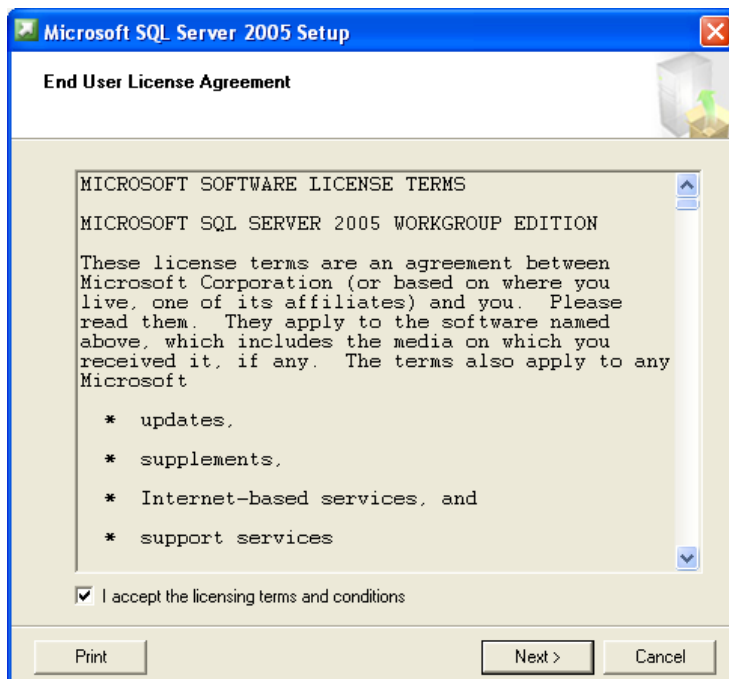 Microsoft SQL Server 2005 Setup
End User License Agreement
MICROSOFT SOFTWARE LICENSE TERMS
MICROSOFT SQL SERVER 2005 WORKGROUP EDITION
These license terms are an agreement between
Microsoft Corporation (or based on where you
live, one of its affiliates) and you.  Please
read them.  They apply to the software named
above, which includes the media on which you
received it, if any.  The terms also apply to any
Microsoft
* updates,
* supplements,
* Internet-based services, and
* support services
I accept the licensing terms and conditions
Print
Next >
Cancel